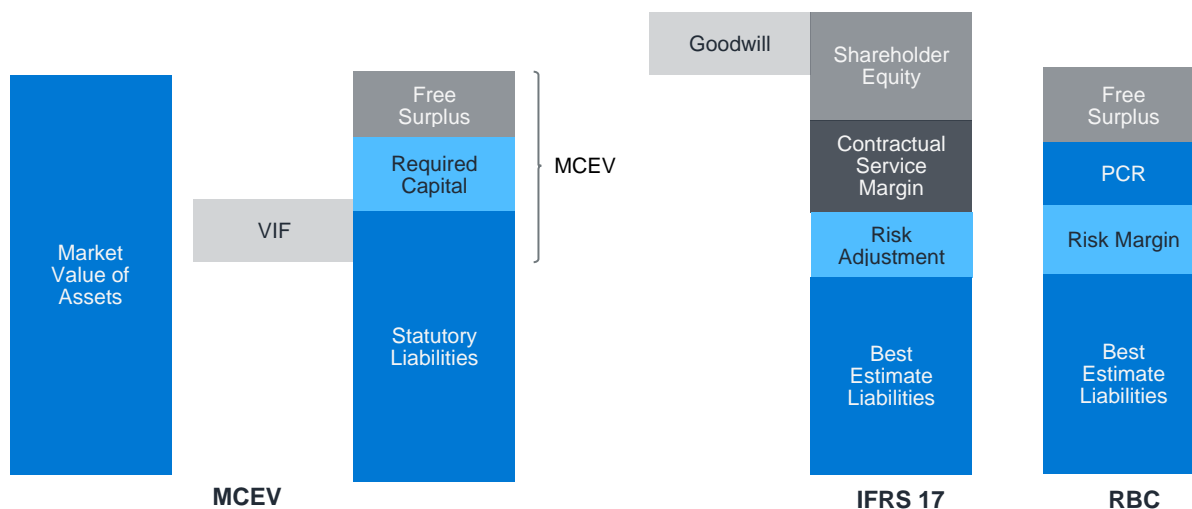 Market
Value of
Assets
VIF
Free
Surplus
Required
Capital
Statutory
Liabilities
MCEV
MCEV
Goodwill
Shareholder
Equity
Contractual
Service
Margin
Risk
Adjustment
Best
Estimate
Liabilities
IFRS 17
Free
Surplus
PCR
Risk Margin
Best
Estimate
Liabilities
RBC